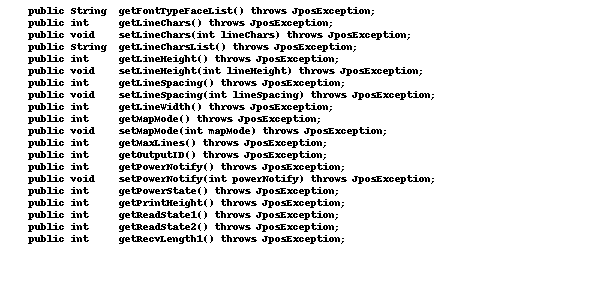 public String  getFontTypeFaceList() throws JposException;
public int     getLineChars() throws JposException;
public void    setLineChars(int lineChars) throws JposException;
public String  getLineCharsList() throws JposException;
public int     getLineHeight() throws JposException;
public void    setLineHeight(int lineHeight) throws JposException;
public int     getLineSpacing() throws JposException;
public void    setLineSpacing(int lineSpacing) throws JposException;
public int     getLineWidth() throws JposException;
public int     getMapMode() throws JposException;
public void    setMapMode(int mapMode) throws JposException;
public int     getMaxLines() throws JposException;
public int     getOutputID() throws JposException;
public int     getPowerNotify() throws JposException;
public void    setPowerNotify(int powerNotify) throws JposException;
public int     getPowerState() throws JposException;
public int     getPrintHeight() throws JposException;
public int     getReadState1() throws JposException;
public int     getReadState2() throws JposException;
public int     getRecvLength1() throws JposException;